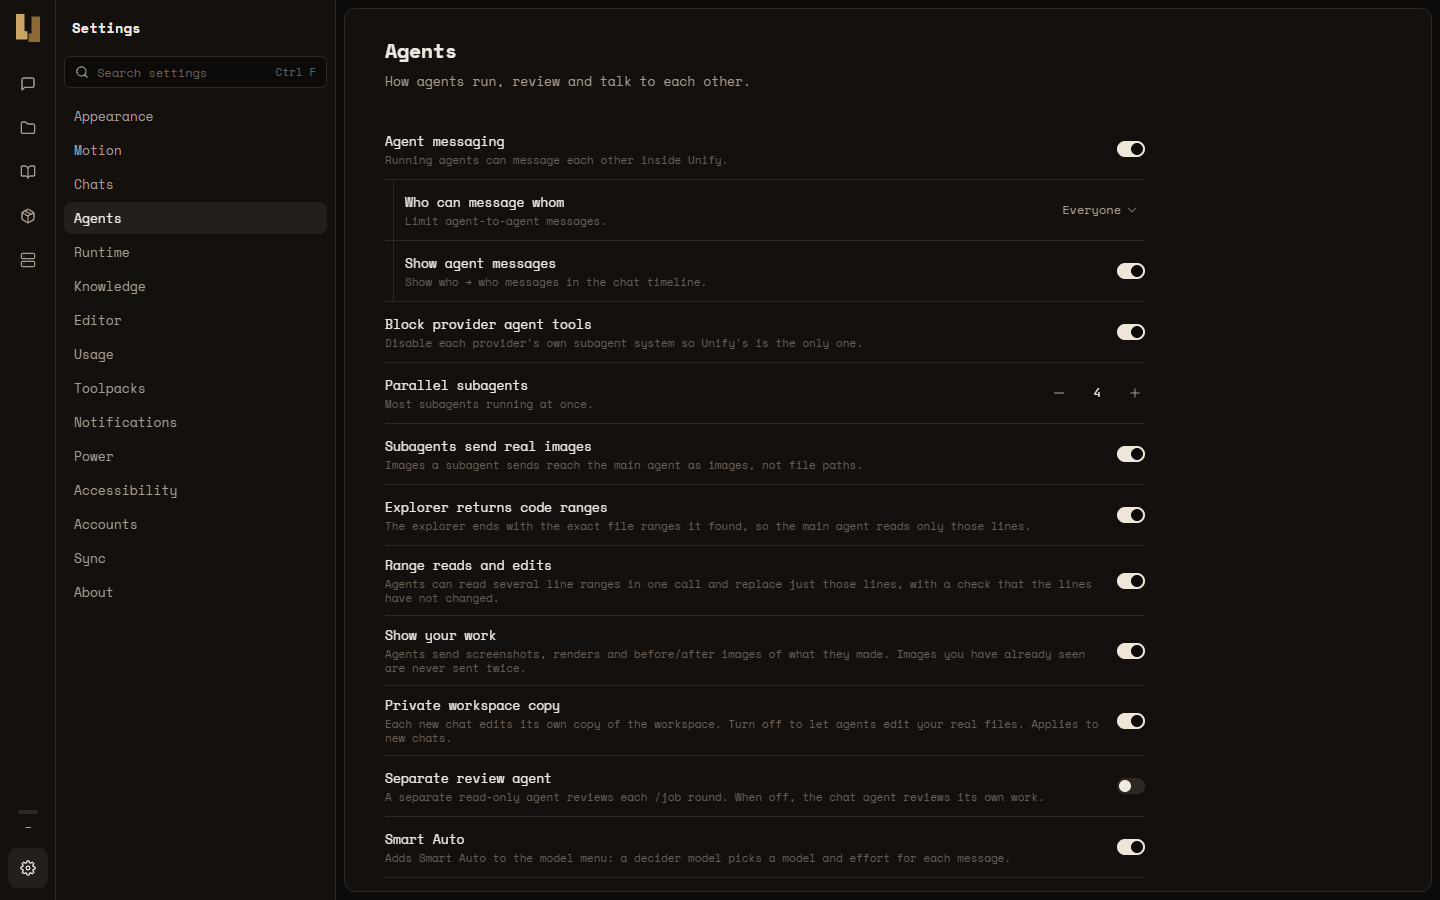 Settings
Search settings
Ctrl F
Appearance
Motion
Chats
Agents
Runtime
Knowledge
Editor
Usage
Toolpacks
Notifications
Power
Accessibility
Accounts
Sync
About
Agents
How agents run, review and talk to each other.
Agent messaging
Running agents can message each other inside Unify.
Who can message whom
Limit agent-to-agent messages.
Everyone
Show agent messages
Show who → who messages in the chat timeline.
Block provider agent tools
Disable each provider's own subagent system so Unify's is the only one.
Parallel subagents
Most subagents running at once.
4
Subagents send real images
Images a subagent sends reach the main agent as images, not file paths.
Explorer returns code ranges
The explorer ends with the exact file ranges it found, so the main agent reads only those lines.
Range reads and edits
Agents can read several line ranges in one call and replace just those lines, with a check that the lines
have not changed.
Show your work
Agents send screenshots, renders and before/after images of what they made. Images you have already seen
are never sent twice.
Private workspace copy
Each new chat edits its own copy of the workspace. Turn off to let agents edit your real files. Applies to
new chats.
Separate review agent
A separate read-only agent reviews each /job round. When off, the chat agent reviews its own work.
Smart Auto
Adds Smart Auto to the model menu: a decider model picks a model and effort for each message.